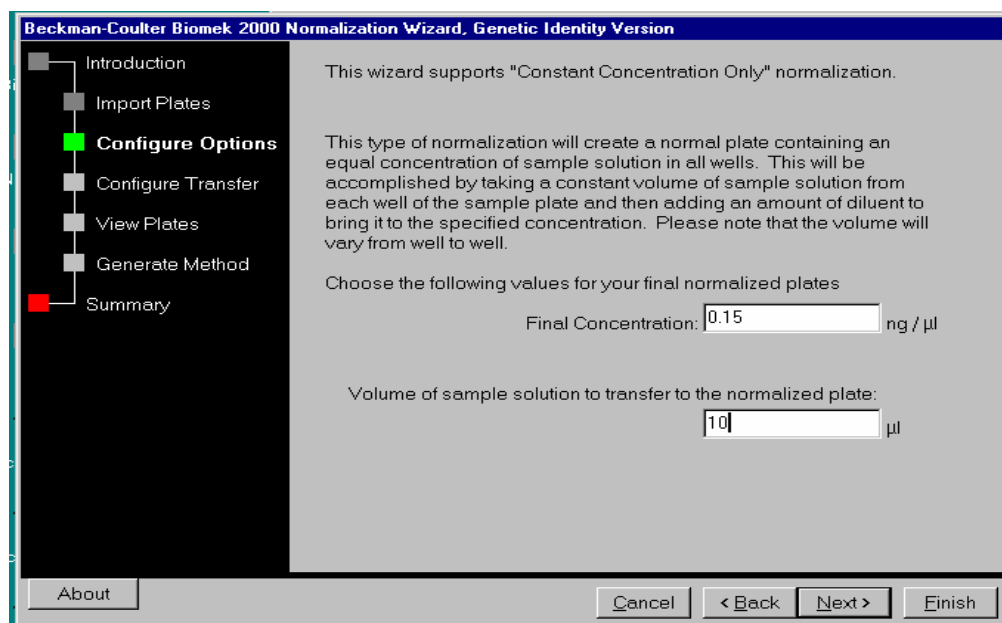 Beckman-Coulter Biomek 2000 Normalization Wizard, Genetic Identity Version
Introduction
Import Plates
Configure Options
Configure Transfer
View Plates
Generate Method
Summary
This wizard supports "Constant Concentration Only" normalization.
This type of normalization will create a normal plate containing an
equal concentration of sample solution in all wells. This will be
accomplished by taking a constant volume of sample solution from
each well of the sample plate and then adding an amount of diluent to
bring it to the specified concentration. Please note that the volume will
vary from well to well.
Choose the following values for your final normalized plates
Final Concentration: 0.15 ng / µl
Volume of sample solution to transfer to the normalized plate:
10 µl
About
Cancel < Back Next > Finish